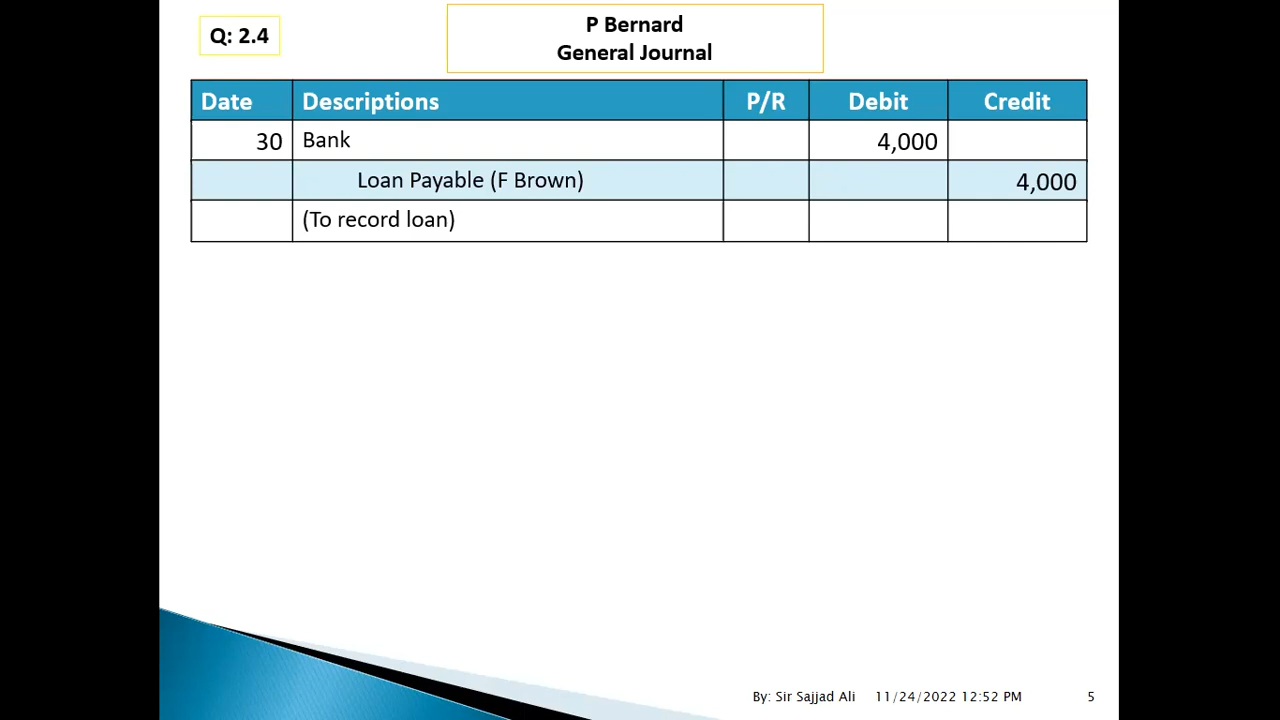 Q: 2.4
P Bernard
General Journal
Date Descriptions P/R Debit Credit
30 Bank 4,000
Loan Payable (F Brown) 4,000
(To record loan)
By: Sir Sajjad Ali 11/24/2022 12:52 PM 5